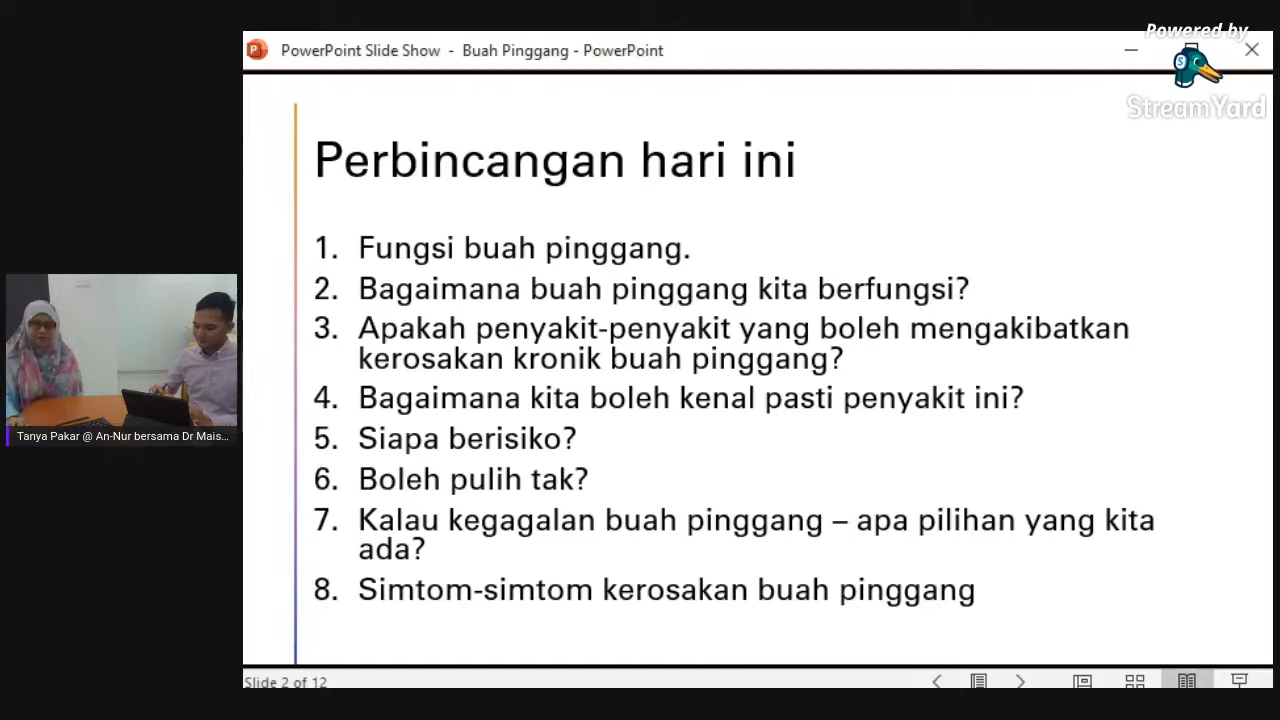 Powered by
StreamYard
PowerPoint Slide Show - Buah Pinggang - PowerPoint
Perbincangan hari ini
1. Fungsi buah pinggang.
2. Bagaimana buah pinggang kita berfungsi?
3. Apakah penyakit-penyakit yang boleh mengakibatkan
kerosakan kronik buah pinggang?
4. Bagaimana kita boleh kenal pasti penyakit ini?
5. Siapa berisiko?
6. Boleh pulih tak?
7. Kalau kegagalan buah pinggang – apa pilihan yang kita
ada?
8. Simtom-simtom kerosakan buah pinggang
Tanya Pakar @ An-Nur bersama Dr Mais...
Slide 2 of 12